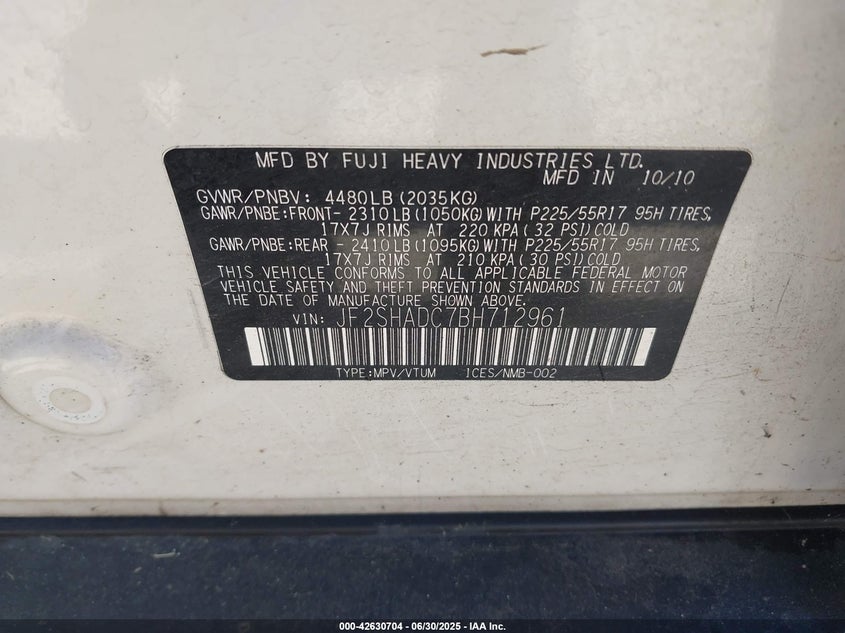 MFD BY FUJI HEAVY INDUSTRIES LTD.
MFD IN 10/10
GVWR/PNBV: 4480LB (2035KG)
GAWR/PNBE:FRONT- 2310LB (1050KG) WITH P225/55R17 95H TIRES,
17X7J RIMS AT 220 KPA ( 32 PSI) COLD
GAWR/PNBE:REAR - 2410LB (1095KG) WITH P225/55R17 95H TIRES,
17X7J RIMS AT 210 KPA ( 30 PSI) COLD
THIS VEHICLE CONFORMS TO ALL APPLICABLE FEDERAL MOTOR
VEHICLE SAFETY AND THEFT PREVENTION STANDARDS IN EFFECT ON
THE DATE OF MANUFACTURE SHOWN ABOVE.
VIN: JF2SHADC7BH712961
TYPE:MPV/VTUM ICES/NMB-002
000-42630704 - 06/30/2025 - IAA Inc.